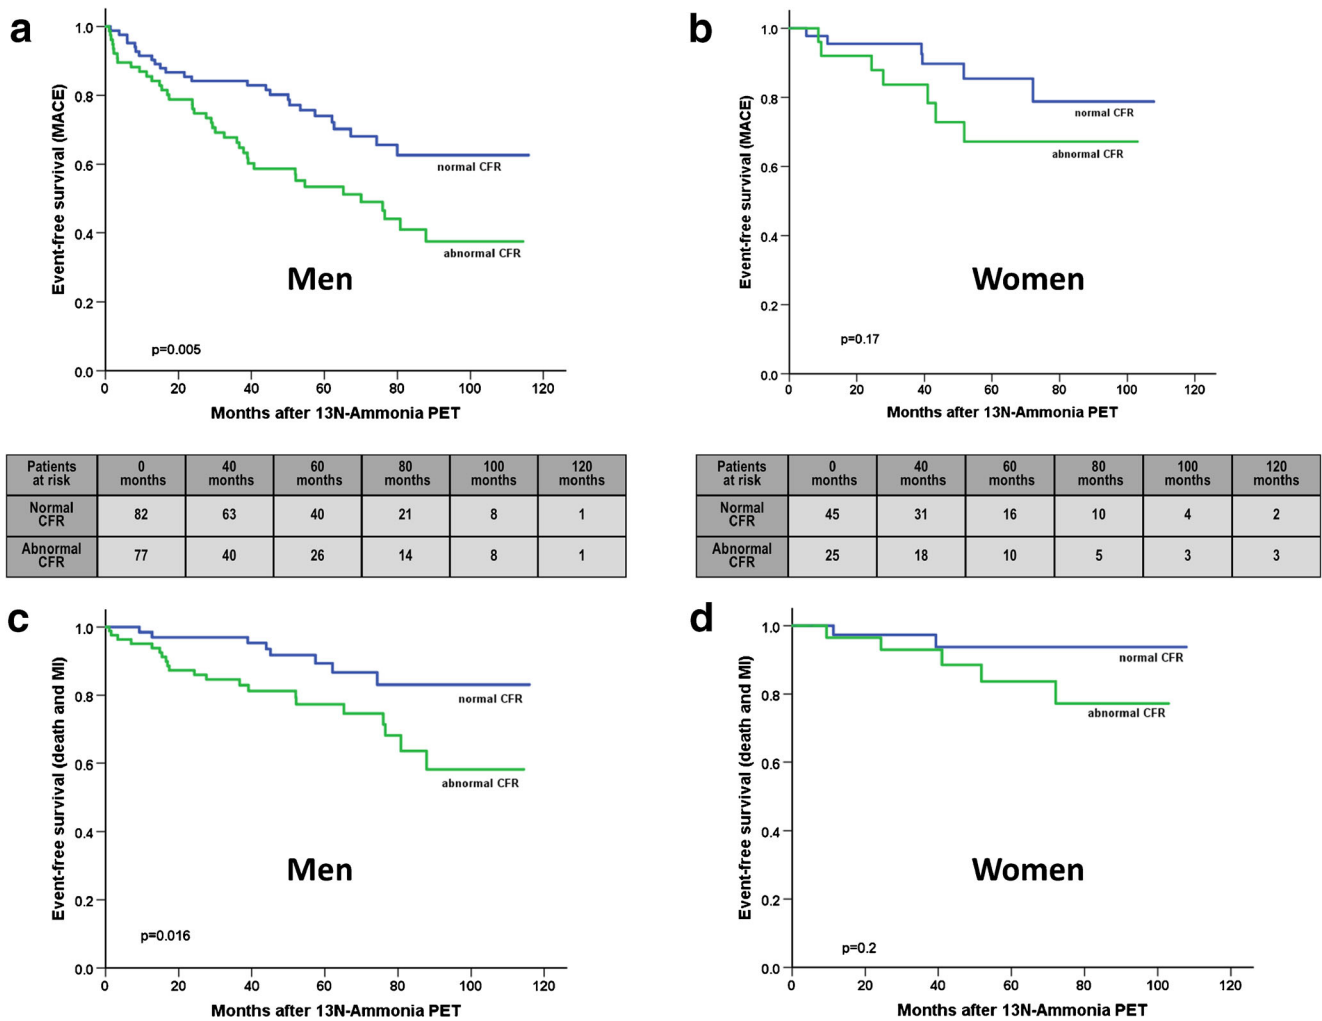 a
1.0
0.8
0.6
0.4
0.2
0.0
Event-free survival (MACE)
normal CFR
abnormal CFR
Men
p=0.005
0 20 40 60 80 100 120
Months after 13N-Ammonia PET
b
1.0
0.8
0.6
0.4
0.2
0.0
Event-free survival (MACE)
normal CFR
abnormal CFR
Women
p=0.17
0 20 40 60 80 100 120
Months after 13N-Ammonia PET
Patients at risk 0 months 40 months 60 months 80 months 100 months 120 months
Normal CFR 82 63 40 21 8 1
Abnormal CFR 77 40 26 14 8 1
Patients at risk 0 months 40 months 60 months 80 months 100 months 120 months
Normal CFR 45 31 16 10 4 2
Abnormal CFR 25 18 10 5 3 3
c
1.0
0.8
0.6
0.4
0.2
0.0
Event-free survival (death and MI)
normal CFR
abnormal CFR
Men
p=0.016
0 20 40 60 80 100 120
Months after 13N-Ammonia PET
d
1.0
0.8
0.6
0.4
0.2
0.0
Event-free survival (death and MI)
normal CFR
abnormal CFR
Women
p=0.2
0 20 40 60 80 100 120
Months after 13N-Ammonia PET